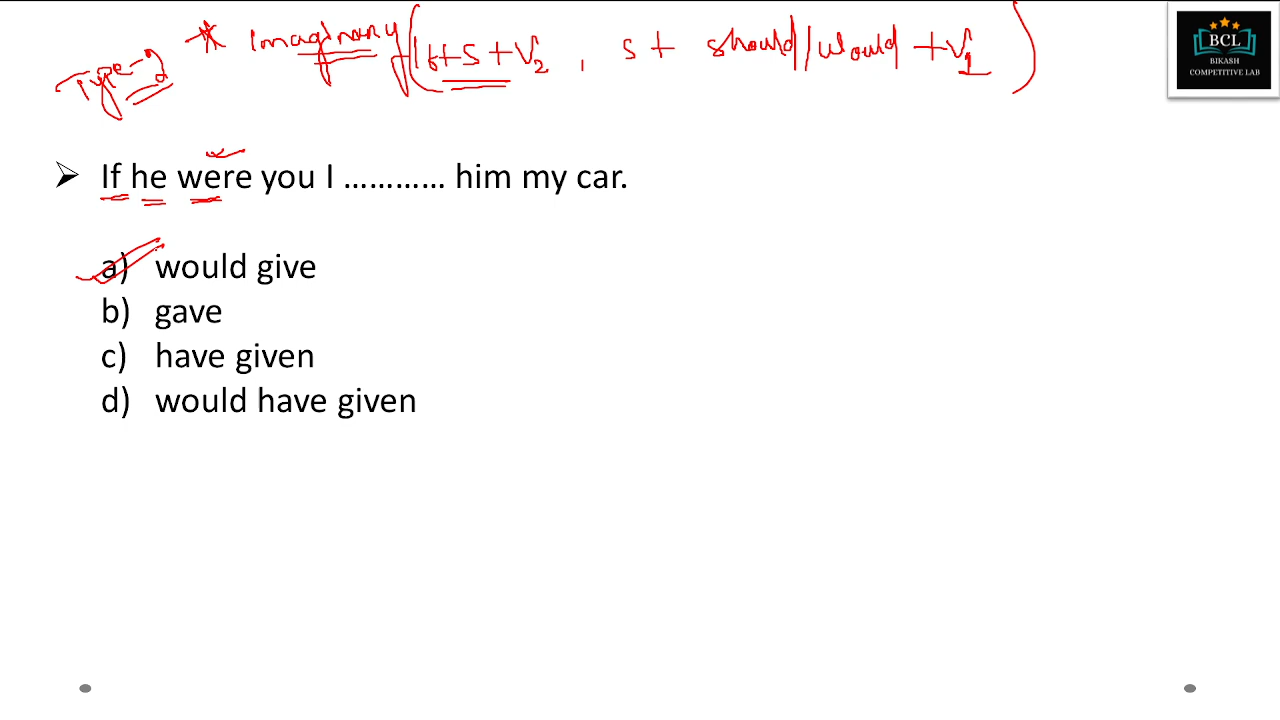 Type-2 * Imaginary (If+S+V2 , S + should/would +V1)
BCL
BIKASH
COMPETITIVE LAB
➢ If he were you I ………… him my car.
a) would give
b) gave
c) have given
d) would have given